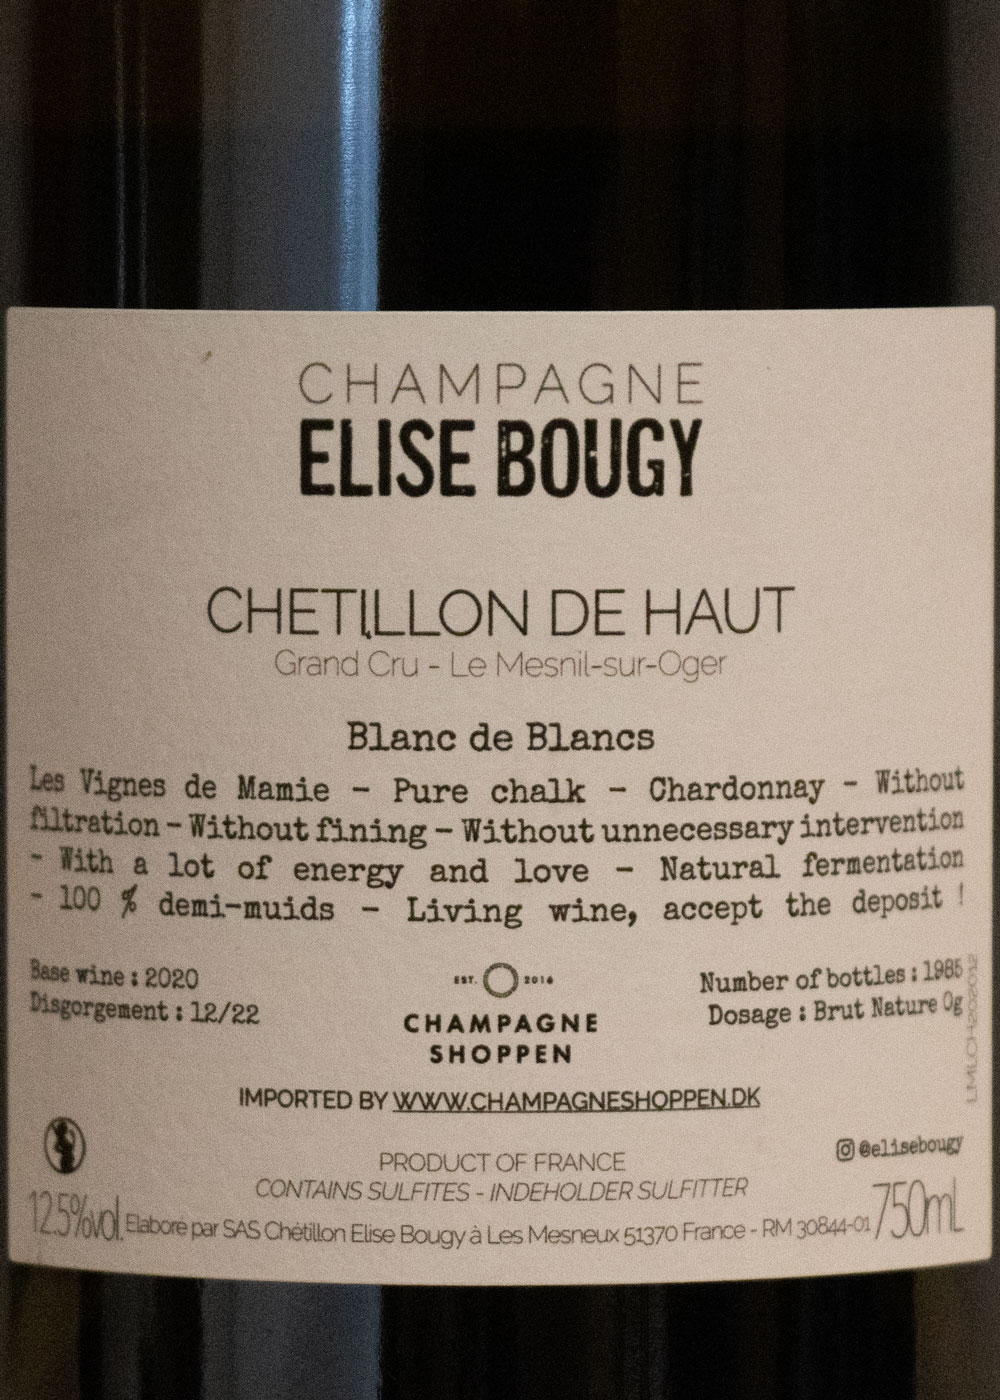 CHAMPAGNE
ELISE BOUGY
CHETILLON DE HAUT
Grand Cru - Le Mesnil-sur-Oger
Blanc de Blancs
Les Vignes de Mamie - Pure chalk - Chardonnay - Without
filtration - Without fining - Without unnecessary intervention
- With a lot of energy and love - Natural fermentation
- 100 % demi-muids - Living wine, accept the deposit !
Base wine : 2020
Disgorgement : 12/22
EST. 2016
CHAMPAGNE
SHOPPEN
Number of bottles : 1985
Dosage : Brut Nature 0g
IMPORTED BY WWW.CHAMPAGNESHOPPEN.DK
@elisebougy
PRODUCT OF FRANCE
CONTAINS SULFITES - INDEHOLDER SULFITTER
12.5%vol.
Elaboré par SAS Chétillon Elise Bougy à Les Mesneux 51370 France - RM 30844-01
750mL